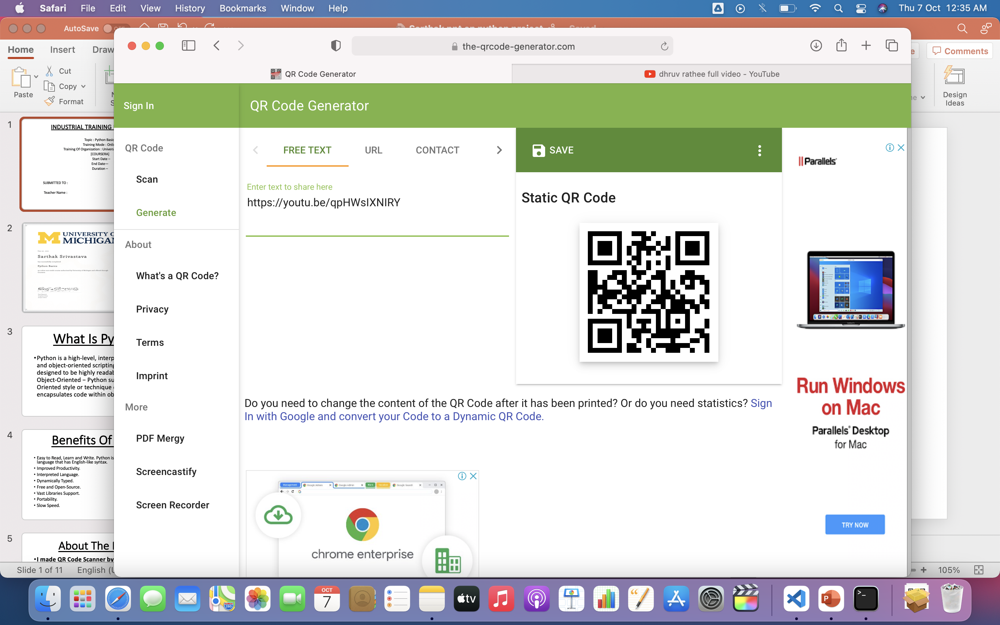 Safari File Edit View History Bookmarks Window Help
Thu 7 Oct 12:35 AM
AutoSave OFF
Home Insert Draw
Comments
Cut
Copy
Format
Paste
Design
Ideas
the-qrcode-generator.com
QR Code Generator
dhruv rathee full video - YouTube
Sign In
QR Code Generator
QR Code
Scan
Generate
About
What's a QR Code?
Privacy
Terms
Imprint
More
PDF Mergy
Screencastify
Screen Recorder
FREE TEXT URL CONTACT
Enter text to share here
https://youtu.be/qpHWsIXNIRY
SAVE
Static QR Code
Do you need to change the content of the QR Code after it has been printed? Or do you need statistics? Sign
In with Google and convert your Code to a Dynamic QR Code.
chrome enterprise
Parallels
Run Windows
on Mac
Parallels Desktop
for Mac
TRY NOW
1
INDUSTRIAL TRAINING
Topic : Python Basic
Training Mode : Onli
Training Of Organization : Univers
[COURSERA]
Start Date –
End Date—
Duration –
SUBMITTED TO :
Teacher Name :
2
UNIVERSITY O
MICHIGAN
Sarthak Srivastava
Python Basics
3
What Is Py
•Python is a high-level, interp
and object-oriented scripting
designed to be highly readab
Object-Oriented – Python su
Oriented style or technique
encapsulates code within ob
4
Benefits Of
• Easy to Read, Learn and Write. Python is
language that has English-like syntax.
• Improved Productivity.
• Interpreted Language.
• Dynamically Typed.
• Free and Open-Source.
• Vast Libraries Support.
• Portability.
• Slow Speed.
5
About The
•I made QR Code Scanner by
Slide 1 of 11 English (U
105%
OCT
7
280
tv
P